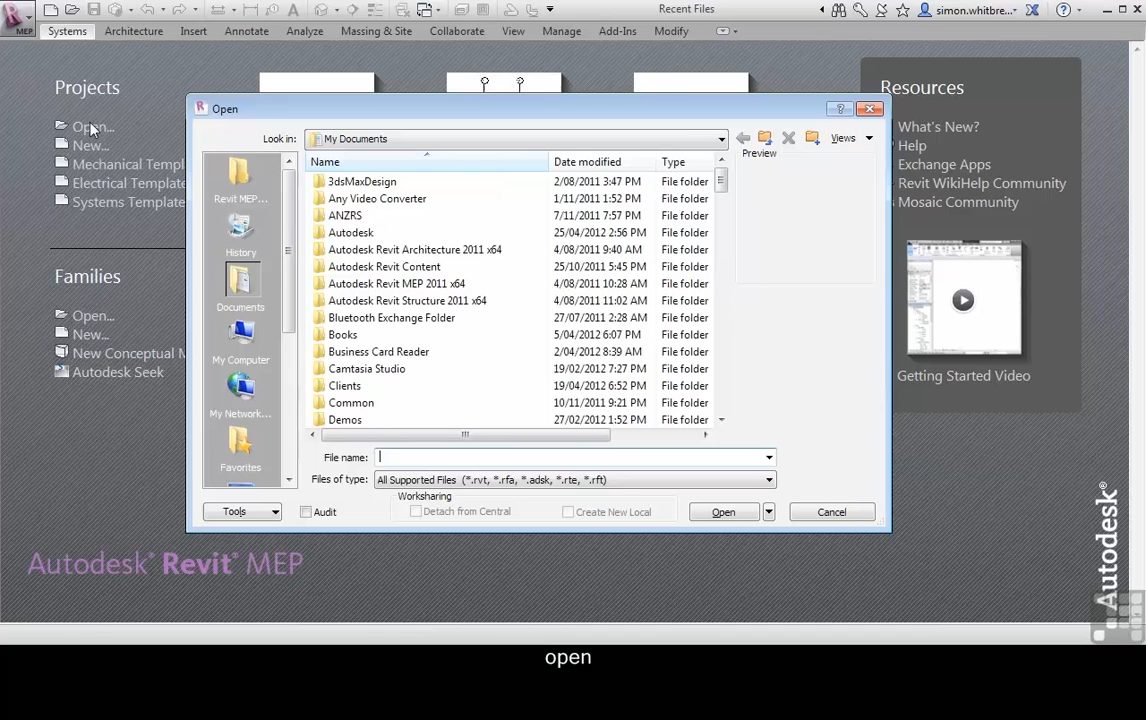 Recent Files
simon.whitbre...
MEP
Systems Architecture Insert Annotate Analyze Massing & Site Collaborate View Manage Add-Ins Modify
Projects
Open...
New...
Mechanical Templ
Electrical Template
Systems Template
Families
Open...
New...
New Conceptual M
Autodesk Seek
Open
Look in: My Documents
Views
Name Date modified Type
Preview
3dsMaxDesign 2/08/2011 3:47 PM File folder
Any Video Converter 1/11/2011 1:52 PM File folder
ANZRS 7/11/2011 7:57 PM File folder
Autodesk 25/04/2012 2:56 PM File folder
Autodesk Revit Architecture 2011 x64 4/08/2011 9:40 AM File folder
Autodesk Revit Content 25/10/2011 5:45 PM File folder
Autodesk Revit MEP 2011 x64 4/08/2011 10:28 AM File folder
Autodesk Revit Structure 2011 x64 4/08/2011 11:02 AM File folder
Bluetooth Exchange Folder 27/07/2011 2:28 AM File folder
Books 5/04/2012 6:07 PM File folder
Business Card Reader 2/04/2012 8:39 AM File folder
Camtasia Studio 19/02/2012 7:27 PM File folder
Clients 19/04/2012 6:52 PM File folder
Common 10/11/2011 9:21 PM File folder
Demos 27/02/2012 1:52 PM File folder
Revit MEP...
History
Documents
My Computer
My Network...
Favorites
File name:
Files of type: All Supported Files (*.rvt, *.rfa, *.adsk, *.rte, *.rft)
Worksharing
Tools Audit Detach from Central Create New Local Open Cancel
Resources
What's New?
Help
Exchange Apps
Revit WikiHelp Community
Mosaic Community
Getting Started Video
Autodesk® Revit® MEP
Autodesk®
open